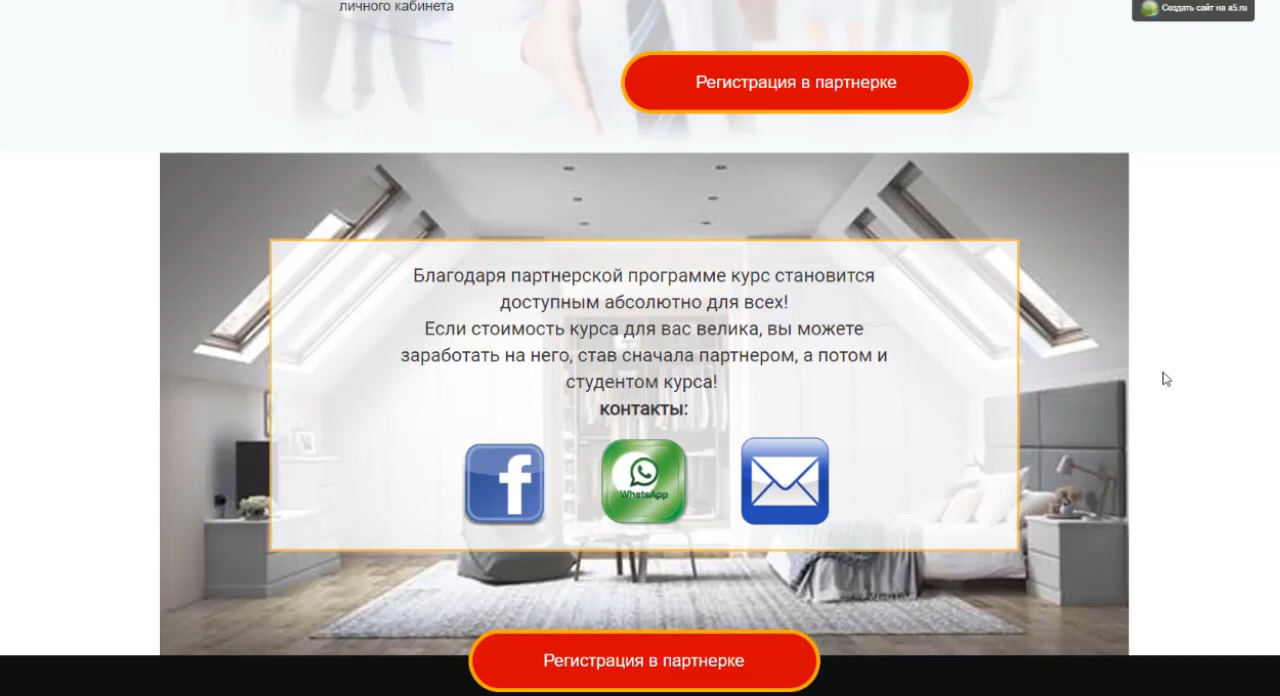 личного кабинета
Создать сайт на a5.ru
Регистрация в партнерке
Благодаря партнерской программе курс становится
доступным абсолютно для всех!
Если стоимость курса для вас велика, вы можете
заработать на него, став сначала партнером, а потом и
студентом курса!
контакты:
f
WhatsApp
Регистрация в партнерке